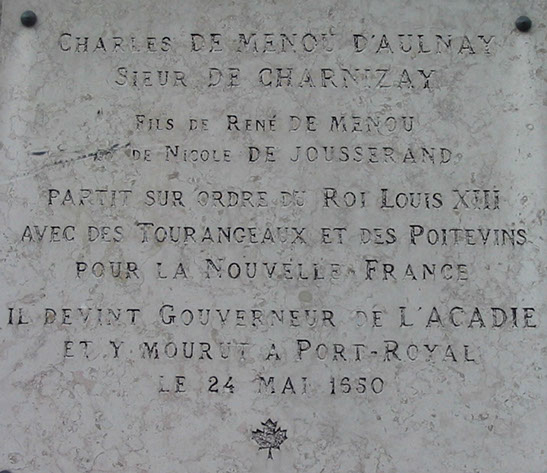 CHARLES DE MENOU D'AULNAY
SIEUR DE CHARNIZAY
FILS DE RENÉ DE MENOU
ET DE NICOLE DE JOUSSERAND
PARTIT SUR ORDRE DU ROI LOUIS XIII
AVEC DES TOURANGEAUX ET DES POITEVINS
POUR LA NOUVELLE FRANCE
IL DEVINT GOUVERNEUR DE L'ACADIE
ET Y MOURUT A PORT-ROYAL
LE 24 MAI 1650